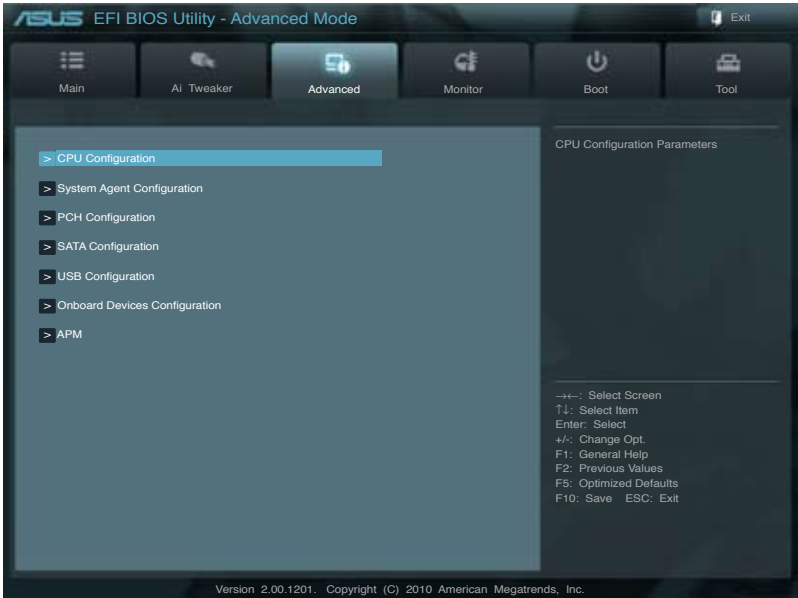 ASUS EFI BIOS Utility - Advanced Mode
Exit
Main
Ai Tweaker
Advanced
Monitor
Boot
Tool
> CPU Configuration
> System Agent Configuration
> PCH Configuration
> SATA Configuration
> USB Configuration
> Onboard Devices Configuration
> APM
CPU Configuration Parameters
→←: Select Screen
↑↓: Select Item
Enter: Select
+/-: Change Opt.
F1: General Help
F2: Previous Values
F5: Optimized Defaults
F10: Save ESC: Exit
Version 2.00.1201. Copyright (C) 2010 American Megatrends, Inc.